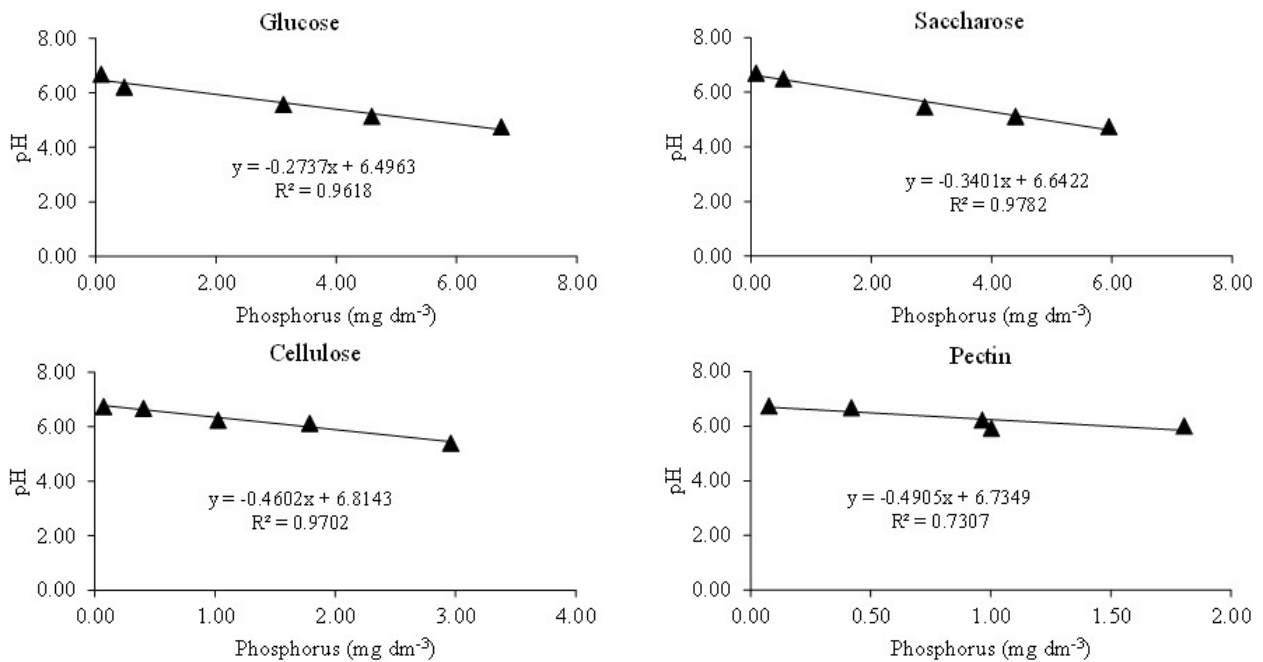 Glucose
8.00
6.00
4.00
2.00
0.00
pH
y = -0.2737x + 6.4963
R² = 0.9618
0.00 2.00 4.00 6.00 8.00
Phosphorus (mg dm⁻³)
Saccharose
8.00
6.00
4.00
2.00
0.00
pH
y = -0.3401x + 6.6422
R² = 0.9782
0.00 2.00 4.00 6.00 8.00
Phosphorus (mg dm⁻³)
Cellulose
8.00
6.00
4.00
2.00
0.00
pH
y = -0.4602x + 6.8143
R² = 0.9702
0.00 1.00 2.00 3.00 4.00
Phosphorus (mg dm⁻³)
Pectin
8.00
6.00
4.00
2.00
0.00
pH
y = -0.4905x + 6.7349
R² = 0.7307
0.00 0.50 1.00 1.50 2.00
Phosphorus (mg dm⁻³)